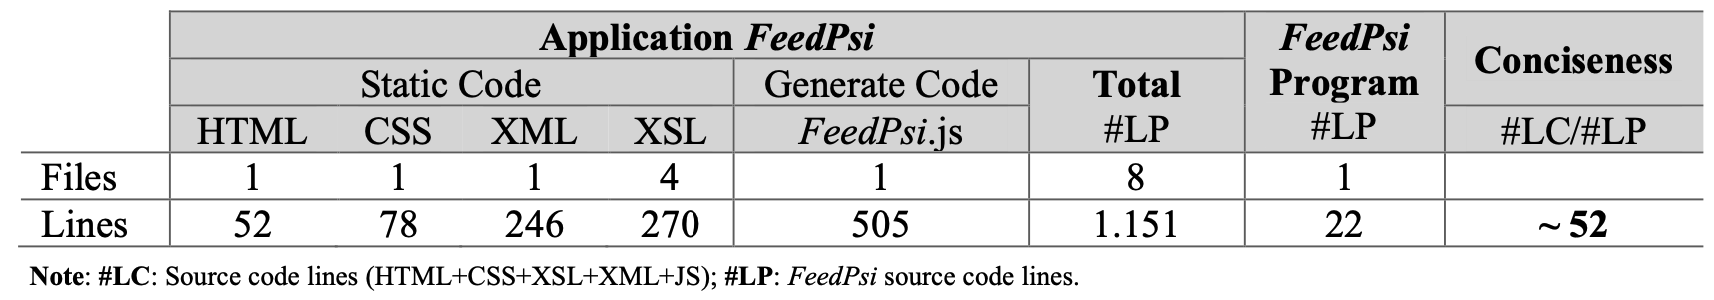 Application FeedPsi FeedPsi Program #LP Conciseness
Static Code Generate Code Total #LP
HTML CSS XML XSL FeedPsi.js #LC/#LP
Files 1 1 1 4 1 8 1
Lines 52 78 246 270 505 1.151 22 ~ 52
Note: #LC: Source code lines (HTML+CSS+XSL+XML+JS); #LP: FeedPsi source code lines.